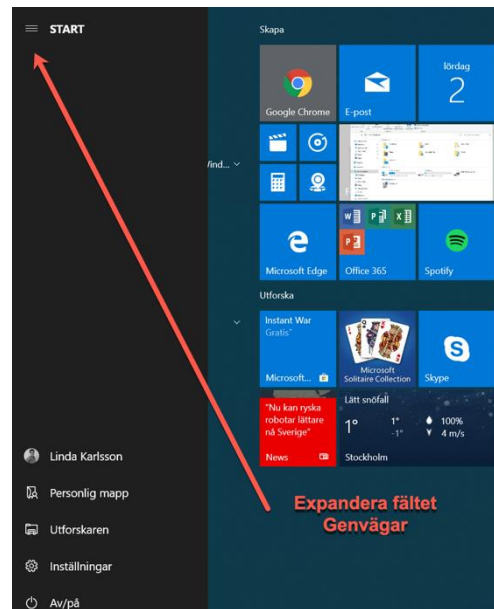 START
Linda Karlsson
Personlig mapp
Utforskaren
Inställningar
Av/på
Vind...
Skapa
Google Chrome
E-post
lördag
2
Microsoft Edge
Office 365
Spotify
Utforska
Instant War
Gratis*
Microsoft...
Microsoft
Solitaire Collection
Skype
"Nu kan ryska
robotar lättare
nå Sverige"
News
Lätt snöfall
1°
1°
-1°
100%
4 m/s
Stockholm
Expandera fältet
Genvägar